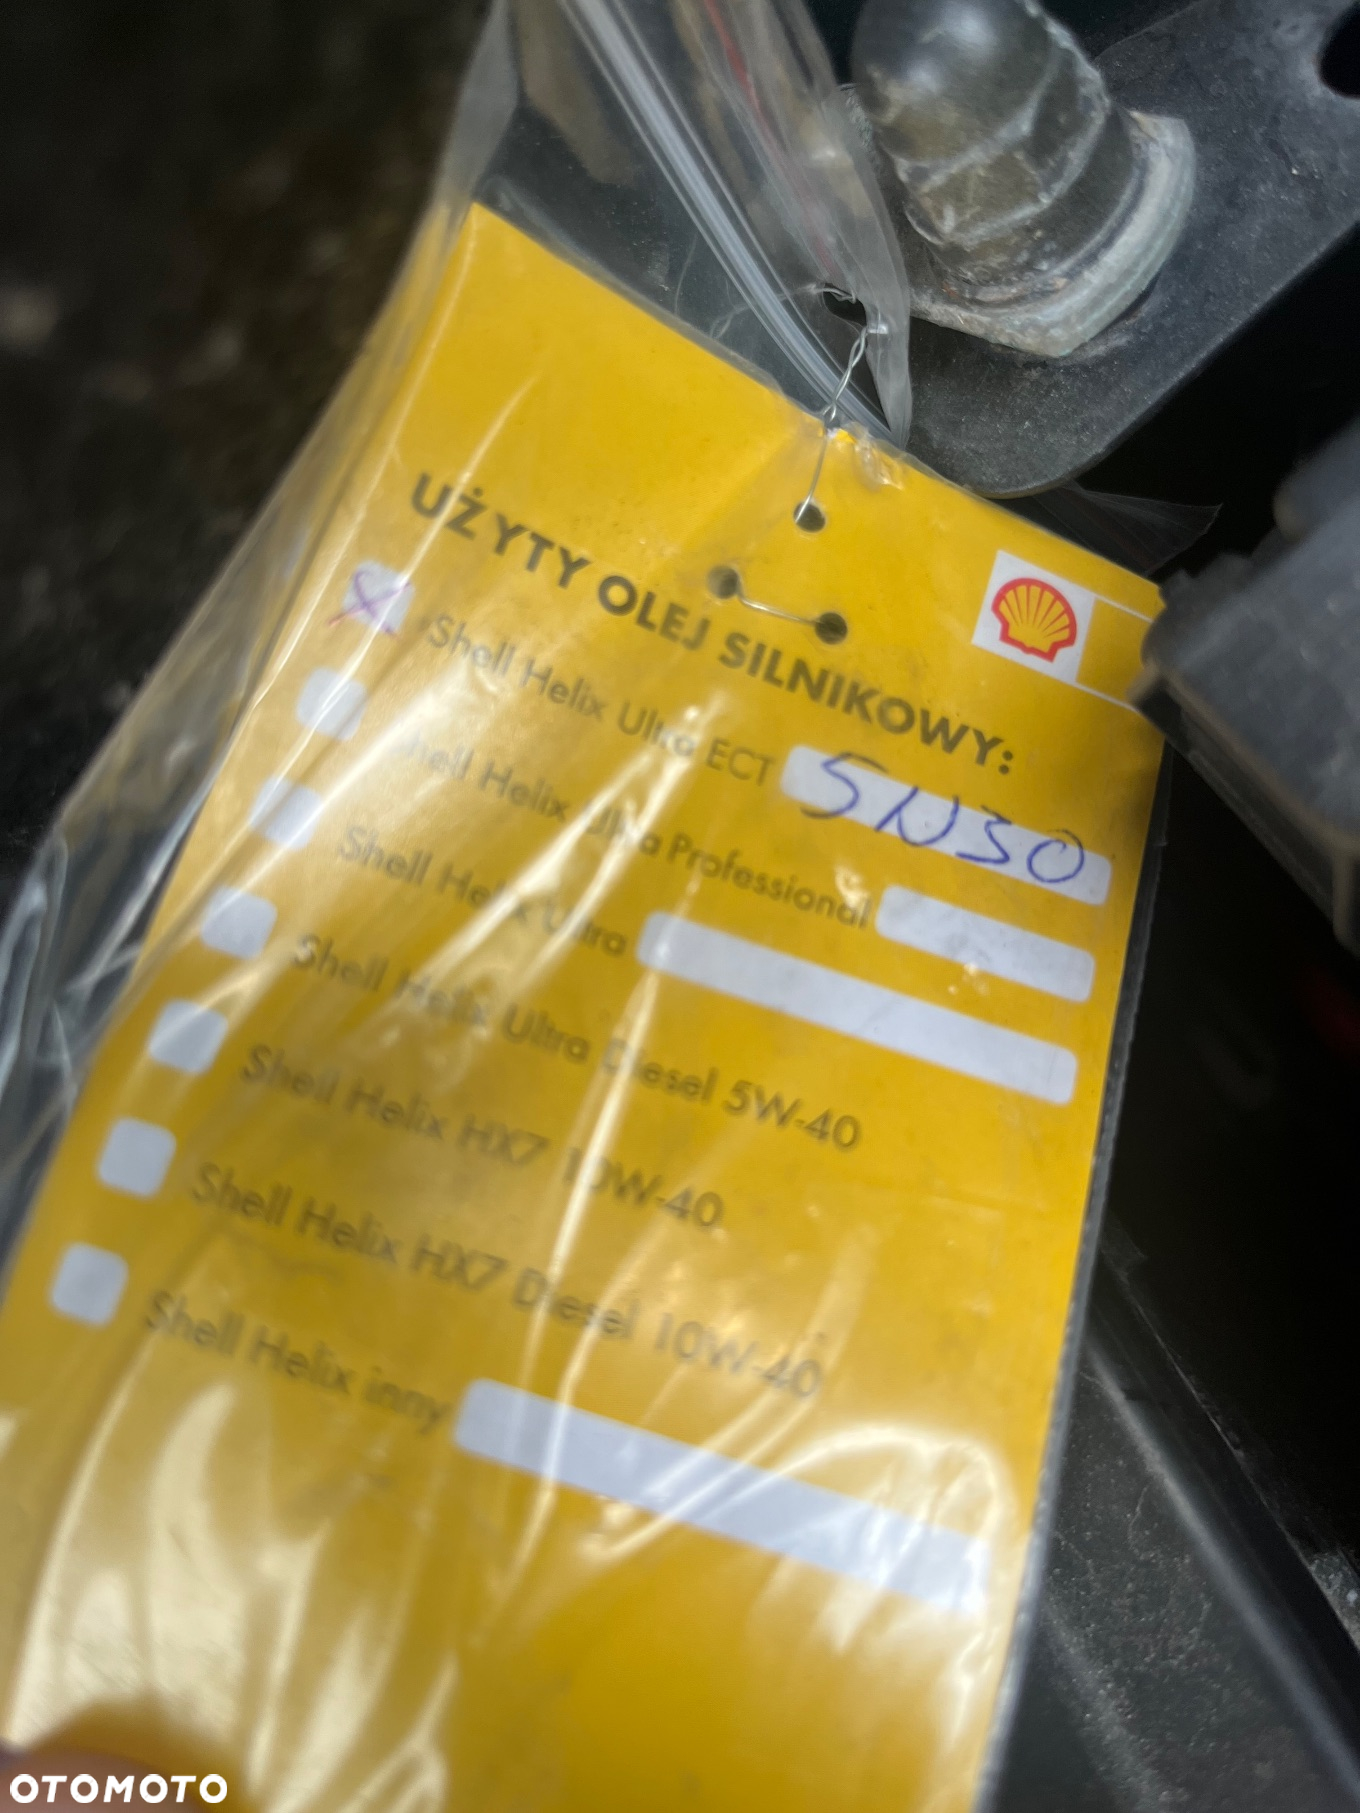 UŻYTY OLEJ SILNIKOWY:
Shell Helix Ultra ECT 5W30
Shell Helix Ultra Professional
Shell Helix Ultra
Shell Helix Ultra Diesel 5W-40
Shell Helix HX7 10W-40
Shell Helix HX7 Diesel 10W-40
Shell Helix inny
OTOMOTO